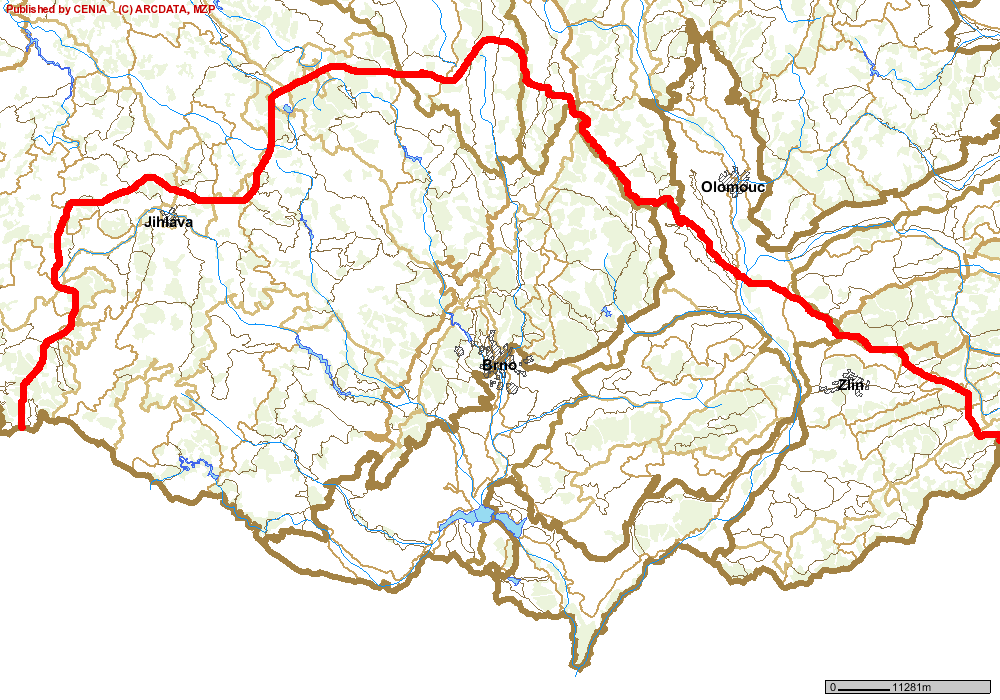 Published by CENIA (C) ARCDATA, MZP
Olomouc
Jihlava
Brno
Zlín
0 11281m